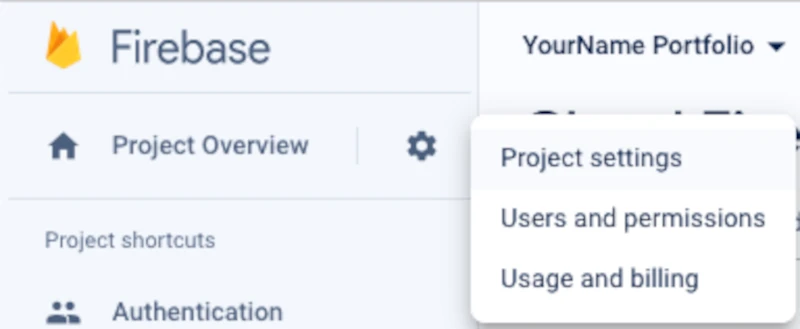 Firebase
YourName Portfolio
Project Overview
Project settings
Users and permissions
Usage and billing
Project shortcuts
Authentication